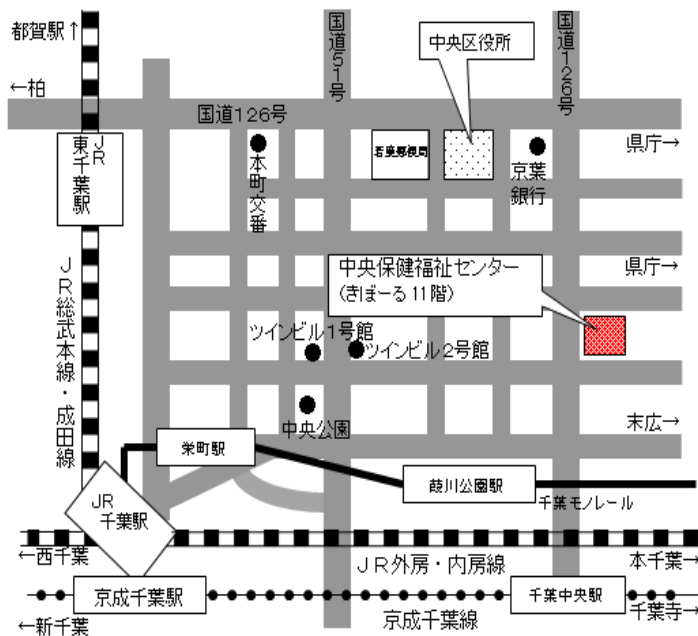 都賀駅↑
国道51号
国道126号
中央区役所
←柏
国道126号
JR
東千葉駅
本町交番
若葉郵便局
京葉
銀行
県庁→
中央保健福祉センター
(きぼーる11階)
県庁→
JR総武本線・成田線
ツインビル1号館
ツインビル2号館
中央公園
末広→
栄町駅
葭川公園駅
千葉モノレール
JR
千葉駅
←西千葉
JR外房・内房線
本千葉→
京成千葉駅
千葉中央駅
←新千葉
京成千葉線
千葉寺→